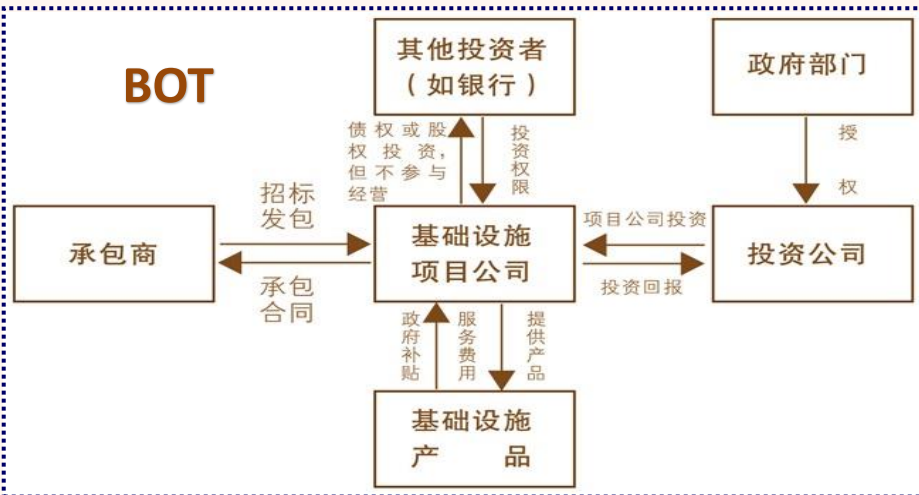 BOT
其他投资者
（如银行）
政府部门
债权或股
权投资，
但不参与
经营
投资权限
授权
招标
发包
承包商
承包
合同
基础设施
项目公司
项目公司投资
投资回报
投资公司
政府补贴
服务费用
提供产品
基础设施
产品